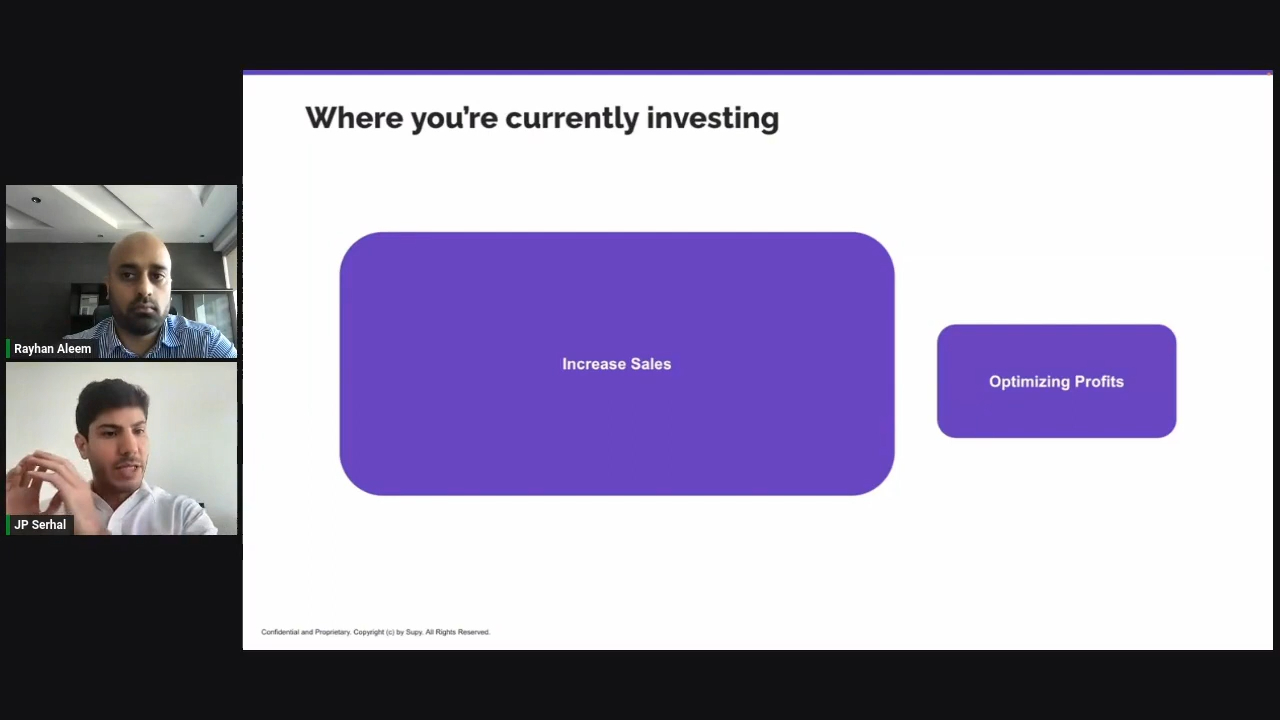 Where you're currently investing
Increase Sales
Optimizing Profits
Rayhan Aleem
JP Serhal
Confidential and Proprietary. Copyright (c) by Supy. All Rights Reserved.